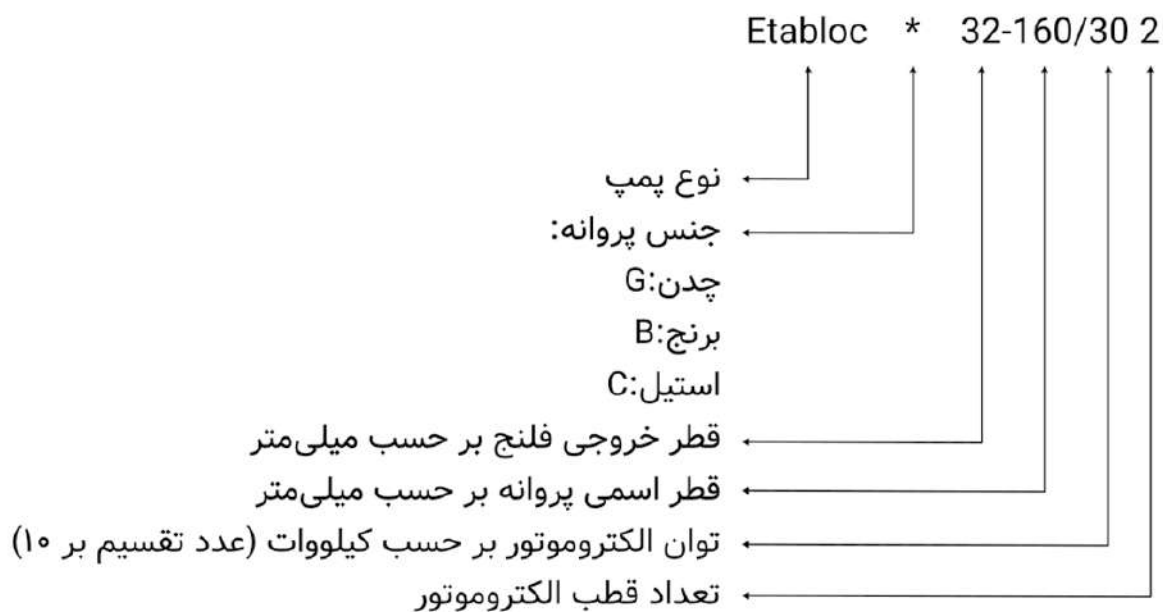 Etabloc * 32-160/30 2
نوع پمپ
جنس پروانه:
چدن:G
برنج:B
استیل:C
قطر خروجی فلنج بر حسب میلی‌متر
قطر اسمی پروانه بر حسب میلی‌متر
توان الکتروموتور بر حسب کیلووات (عدد تقسیم بر ۱۰)
تعداد قطب الکتروموتور